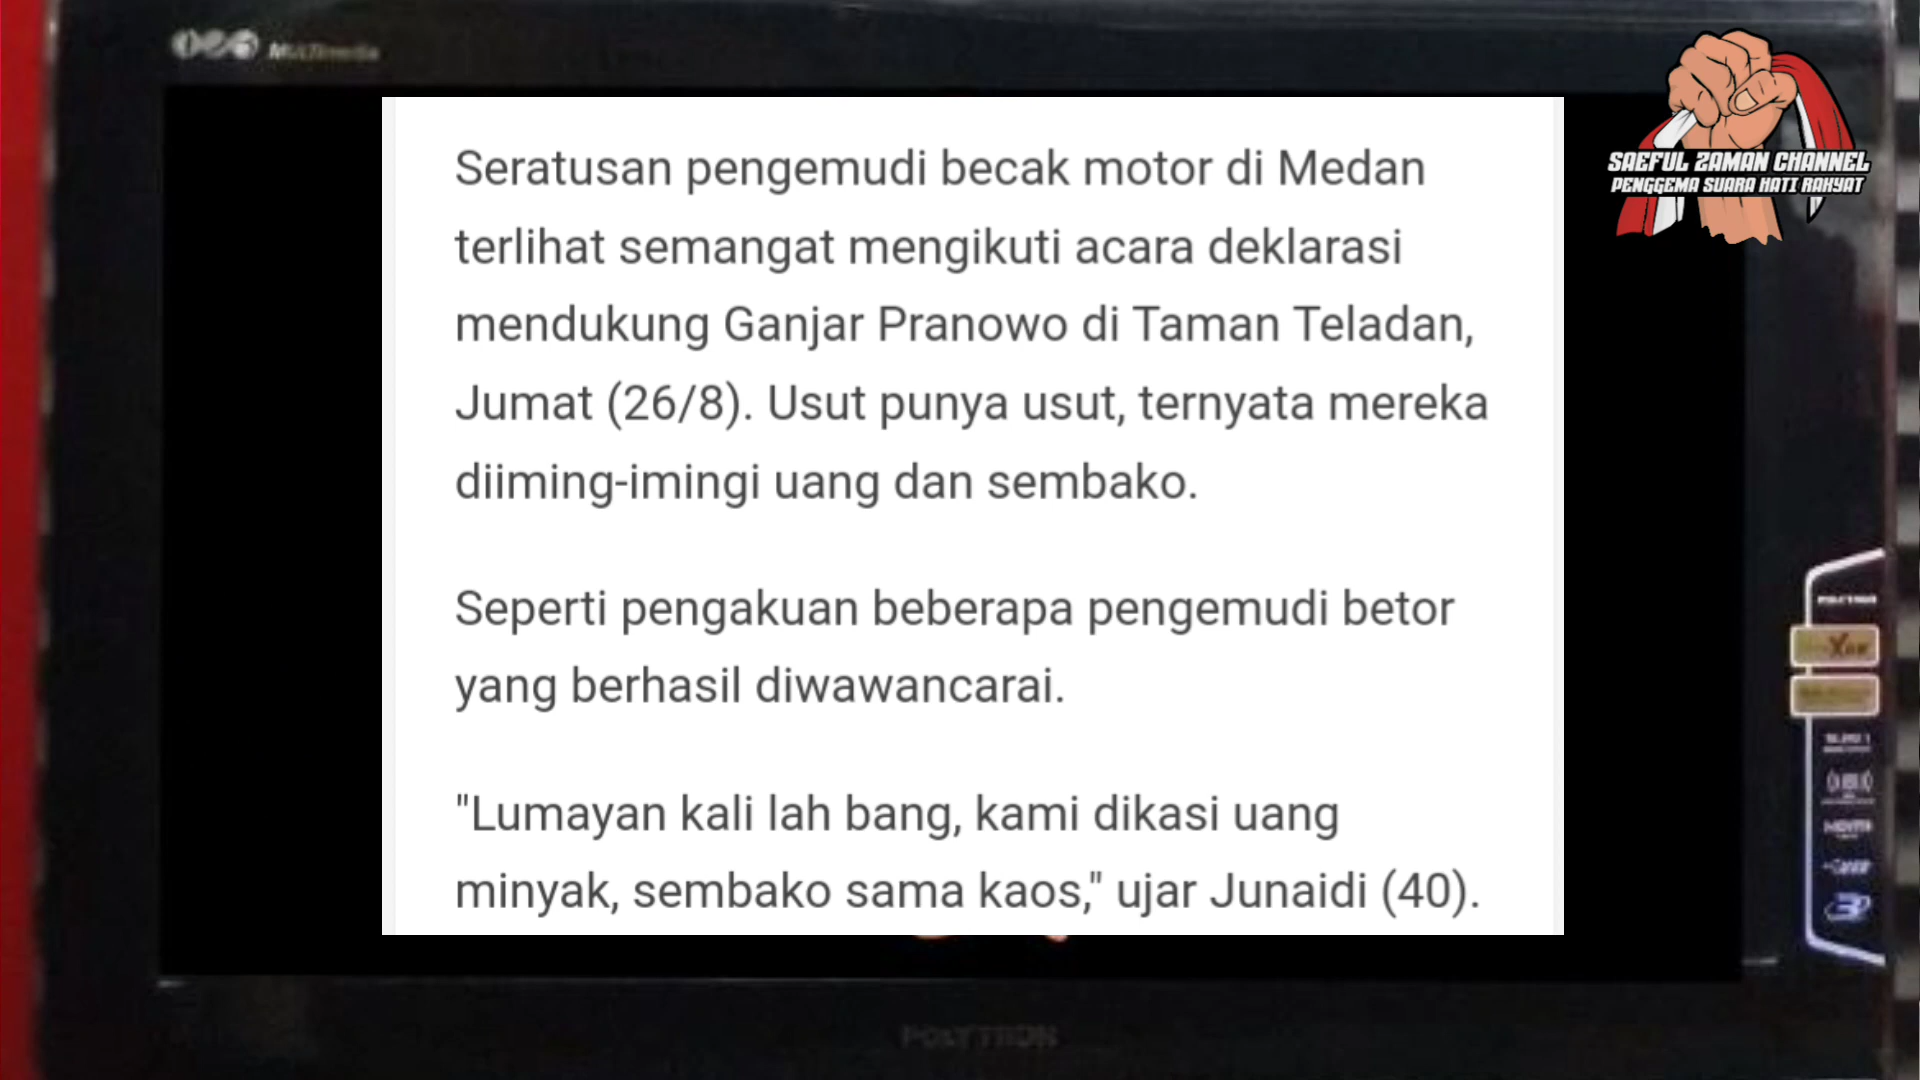 MULTImedia
SAEFUL ZAMAN CHANNEL
PENGGEMA SUARA HATI RAKYAT
Seratusan pengemudi becak motor di Medan
terlihat semangat mengikuti acara deklarasi
mendukung Ganjar Pranowo di Taman Teladan,
Jumat (26/8). Usut punya usut, ternyata mereka
diiming-imingi uang dan sembako.
Seperti pengakuan beberapa pengemudi betor
yang berhasil diwawancarai.
"Lumayan kali lah bang, kami dikasi uang
minyak, sembako sama kaos," ujar Junaidi (40).
POLYTRON